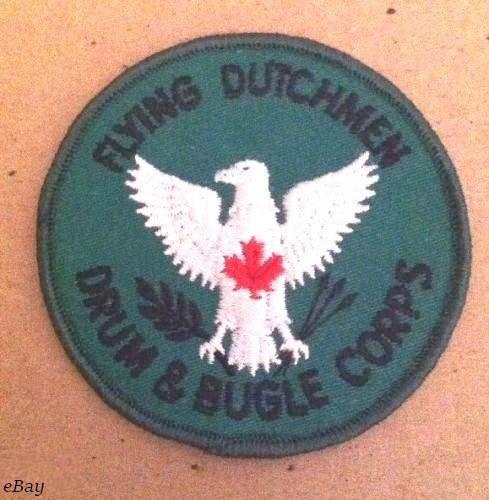 FLYING DUTCHMEN
DRUM & BUGLE CORPS
eBay